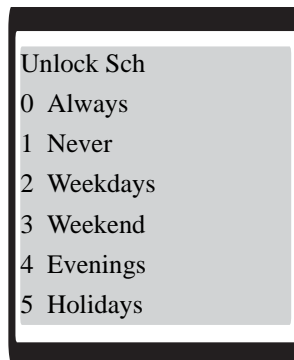 Unlock Sch
0 Always
1 Never
2 Weekdays
3 Weekend
4 Evenings
5 Holidays